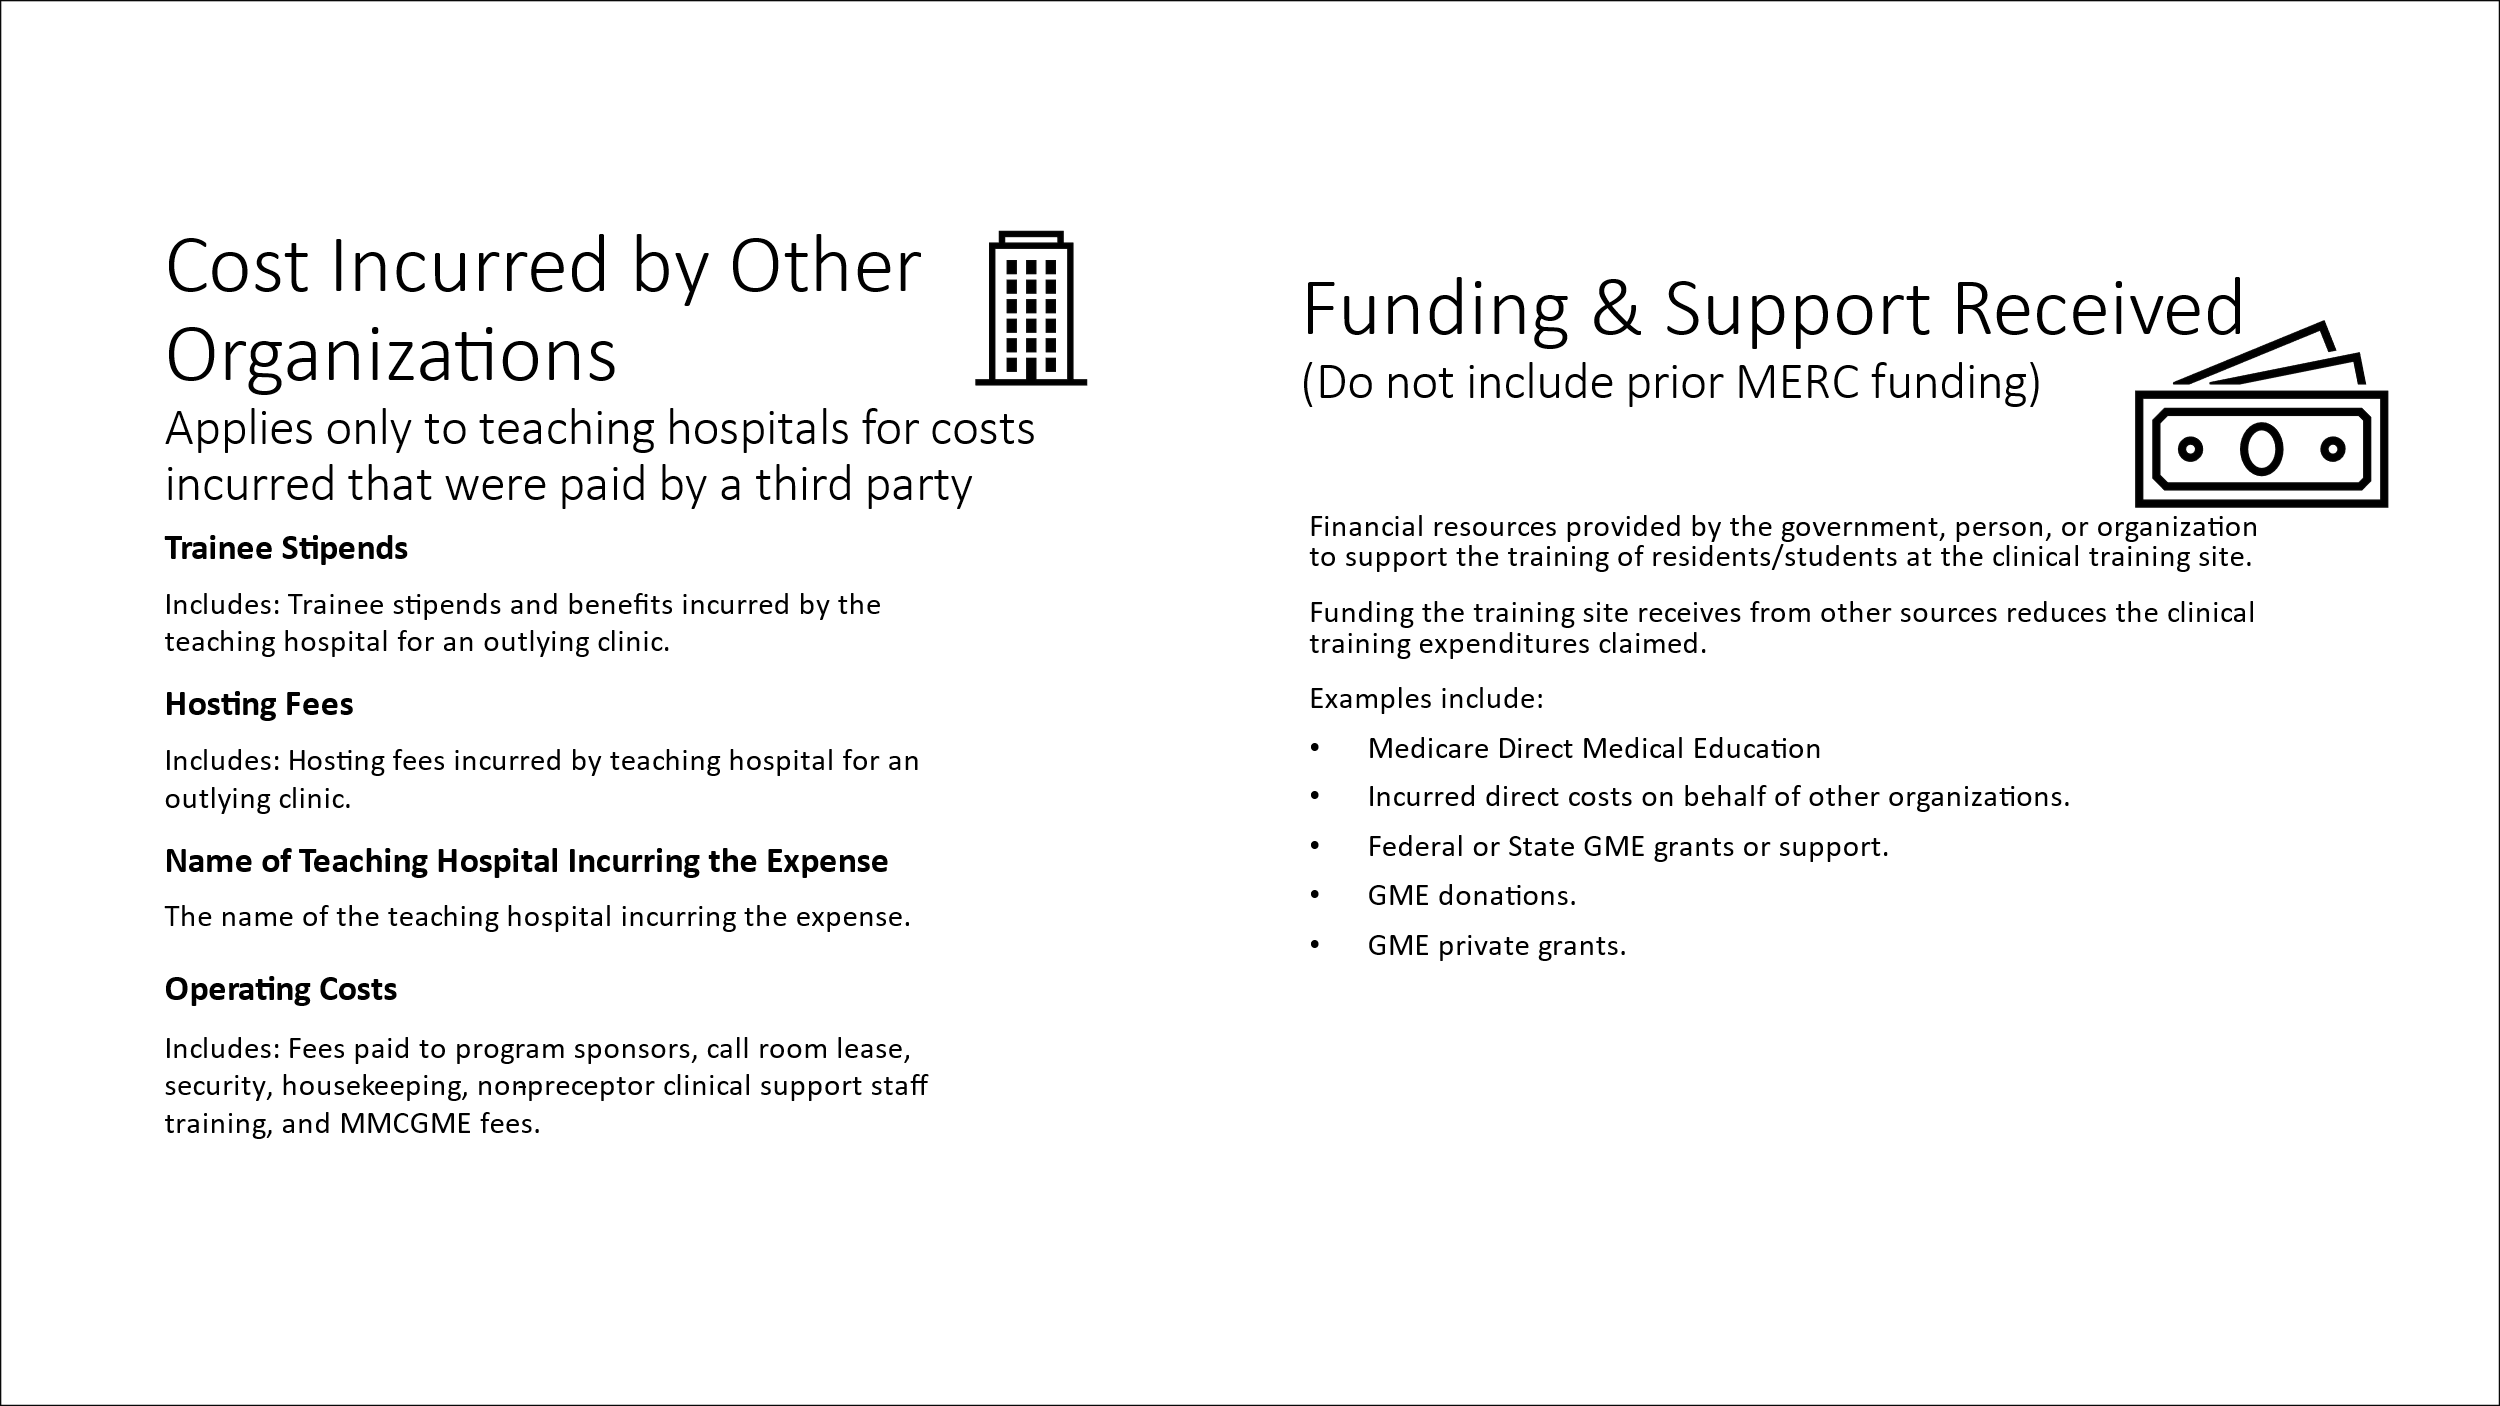 Cost Incurred by Other
Organizations
Applies only to teaching hospitals for costs
incurred that were paid by a third party
Trainee Stipends
Includes: Trainee stipends and benefits incurred by the
teaching hospital for an outlying clinic.
Hosting Fees
Includes: Hosting fees incurred by teaching hospital for an
outlying clinic.
Name of Teaching Hospital Incurring the Expense
The name of the teaching hospital incurring the expense.
Operating Costs
Includes: Fees paid to program sponsors, call room lease,
security, housekeeping, non-preceptor clinical support staff
training, and MMCGME fees.
Funding & Support Received
(Do not include prior MERC funding)
Financial resources provided by the government, person, or organization
to support the training of residents/students at the clinical training site.
Funding the training site receives from other sources reduces the clinical
training expenditures claimed.
Examples include:
• Medicare Direct Medical Education
• Incurred direct costs on behalf of other organizations.
• Federal or State GME grants or support.
• GME donations.
• GME private grants.